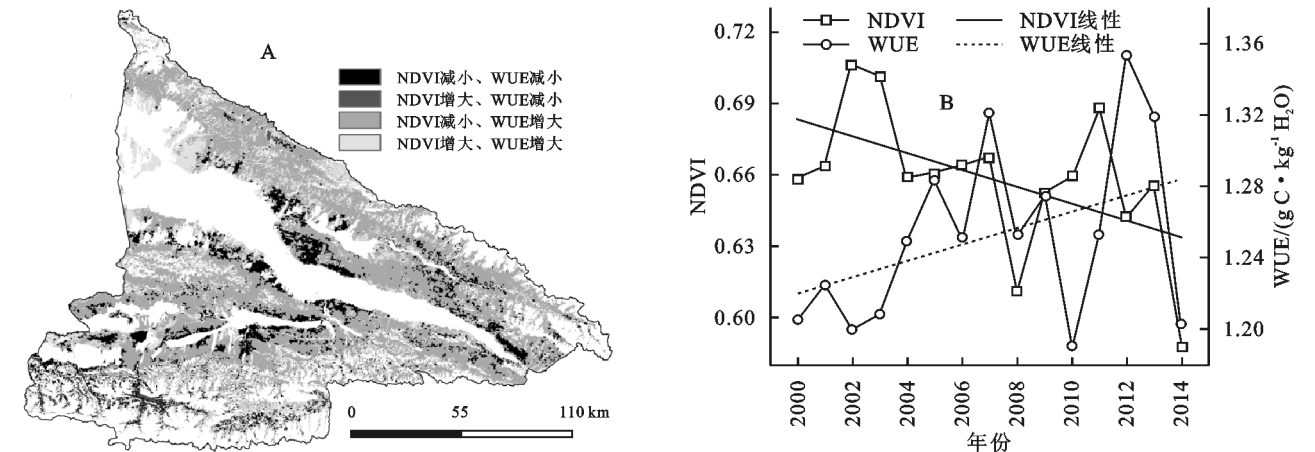 A
NDVI减小、WUE减小
NDVI增大、WUE减小
NDVI减小、WUE增大
NDVI增大、WUE增大
0 55 110 km
NDVI NDVI线性
WUE WUE线性
B
0.72
0.69
0.66
0.63
0.60
NDVI
1.36
1.32
1.28
1.24
1.20
WUE/(g C·kg⁻¹ H₂O)
2000 2002 2004 2006 2008 2010 2012 2014
年份